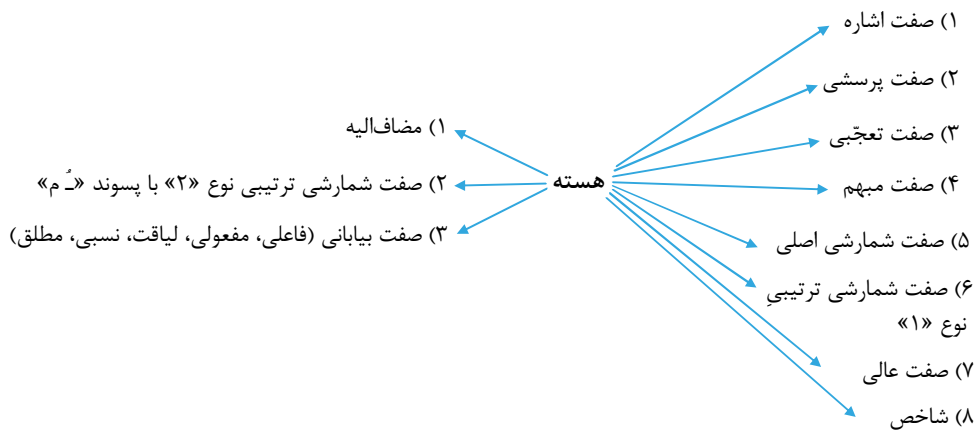 ۱) صفت اشاره
۲) صفت پرسشی
۳) صفت تعجّبی
۴) صفت مبهم
۵) صفت شمارشی اصلی
۶) صفت شمارشی ترتیبیِ
نوع «۱»
۷) صفت عالی
۸) شاخص
هسته
۱) مضاف‌الیه
۲) صفت شمارشی ترتیبی نوع «۲» با پسوند «ـُ م»
۳) صفت بیابانی (فاعلی، مفعولی، لیاقت، نسبی، مطلق)